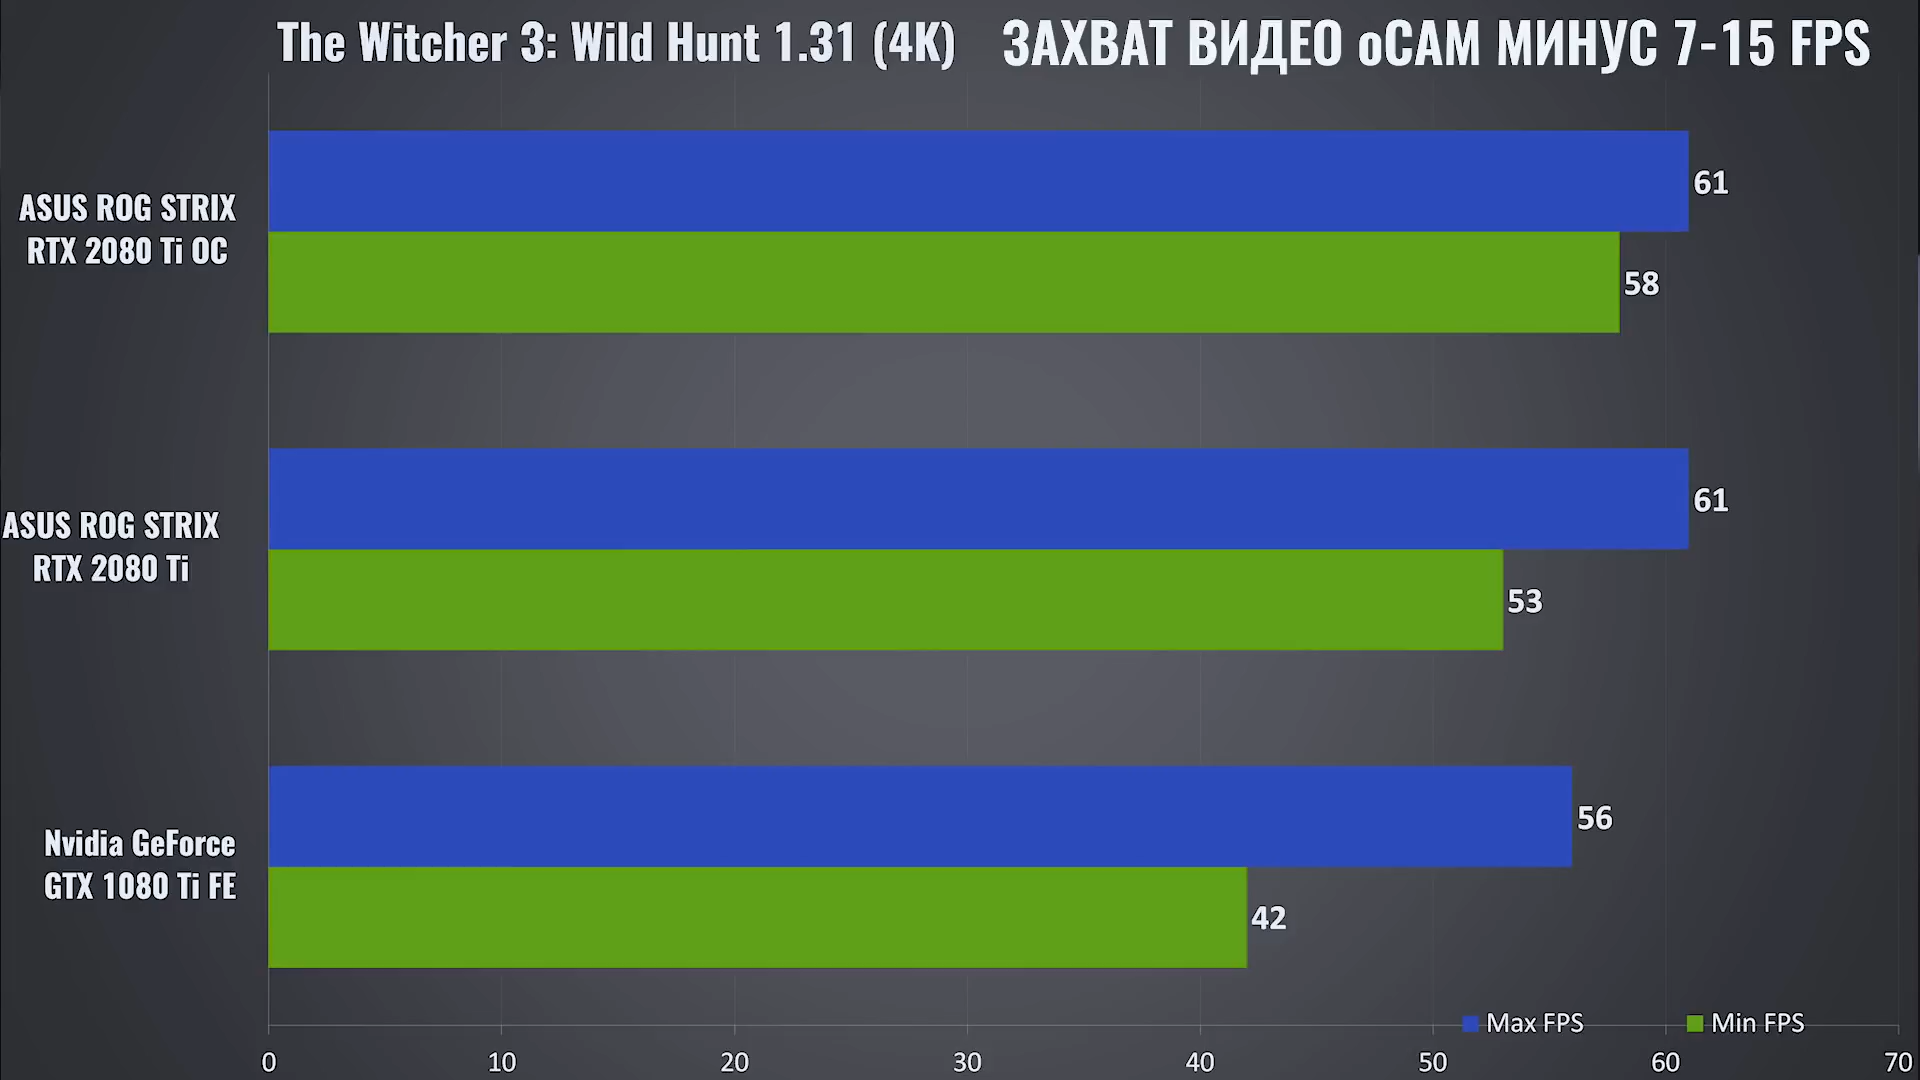 The Witcher 3: Wild Hunt 1.31 (4K) ЗАХВАТ ВИДЕО oCAM МИНУС 7-15 FPS
ASUS ROG STRIX
RTX 2080 Ti OC
61
58
ASUS ROG STRIX
RTX 2080 Ti
61
53
Nvidia GeForce
GTX 1080 Ti FE
56
42
Max FPS Min FPS
0 10 20 30 40 50 60 70